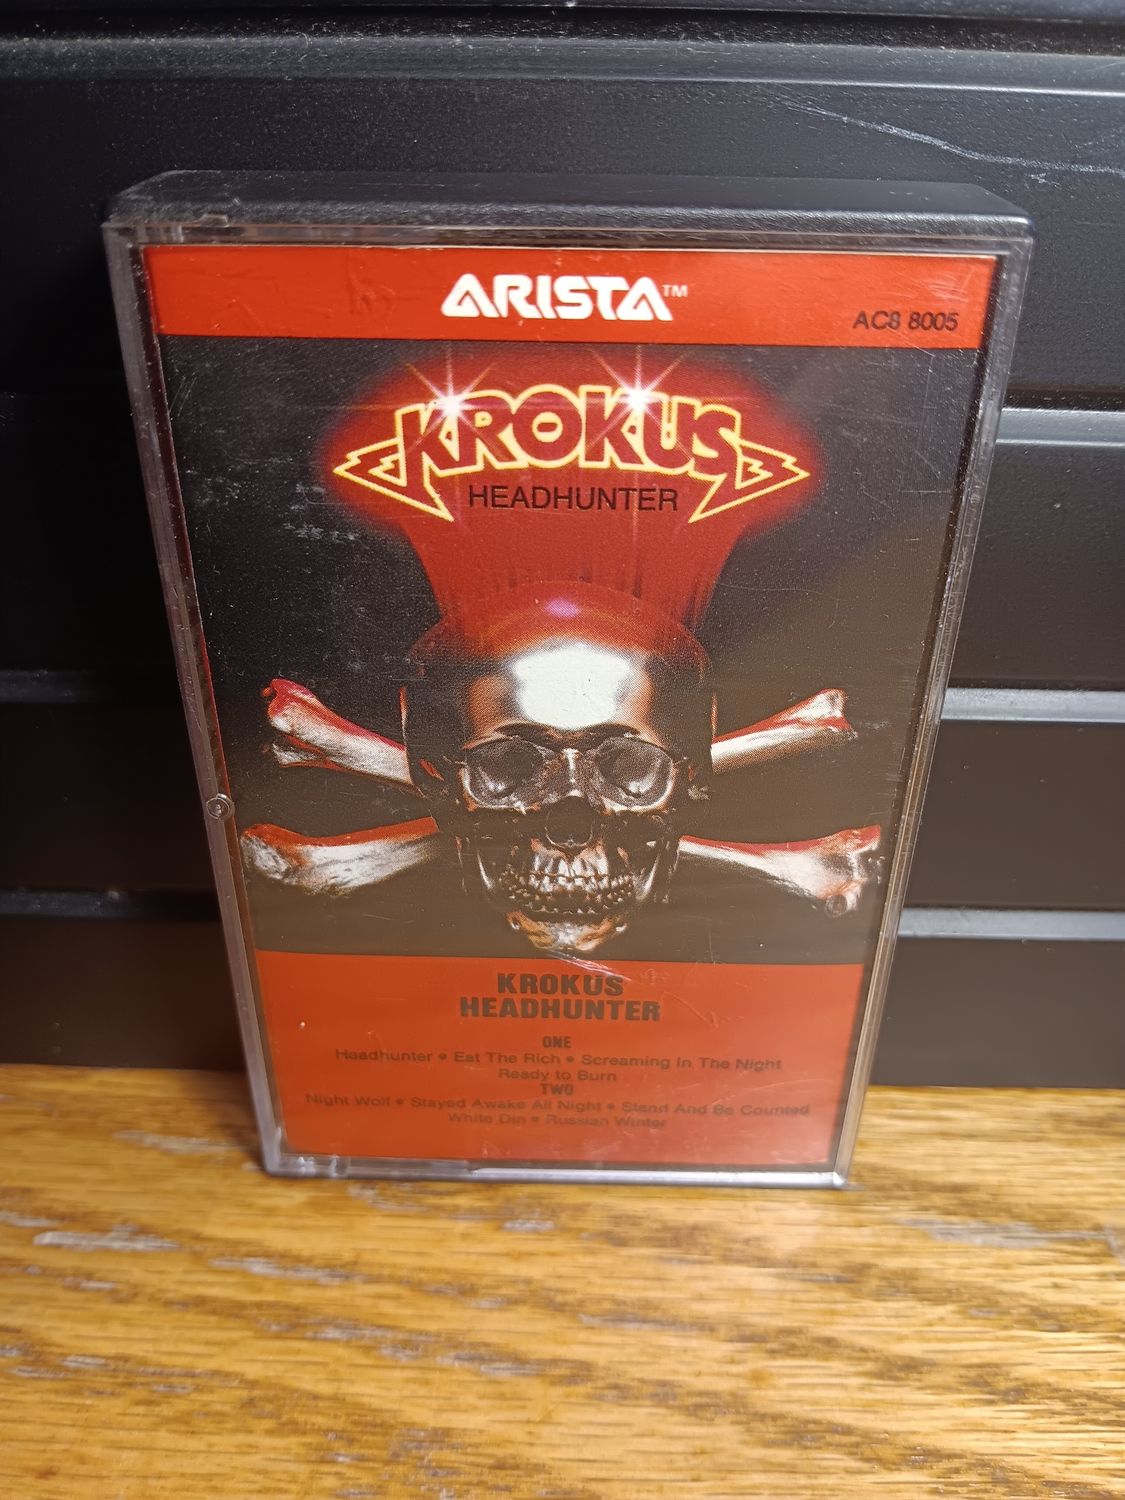 ARISTA™
AC8 8005
KROKUS
HEADHUNTER
KROKUS
HEADHUNTER
ONE
Headhunter • Eat The Rich • Screaming In The Night
Ready to Burn
TWO
Night Wolf • Stayed Awake All Night • Stand And Be Counted
White Din • Russian Winter